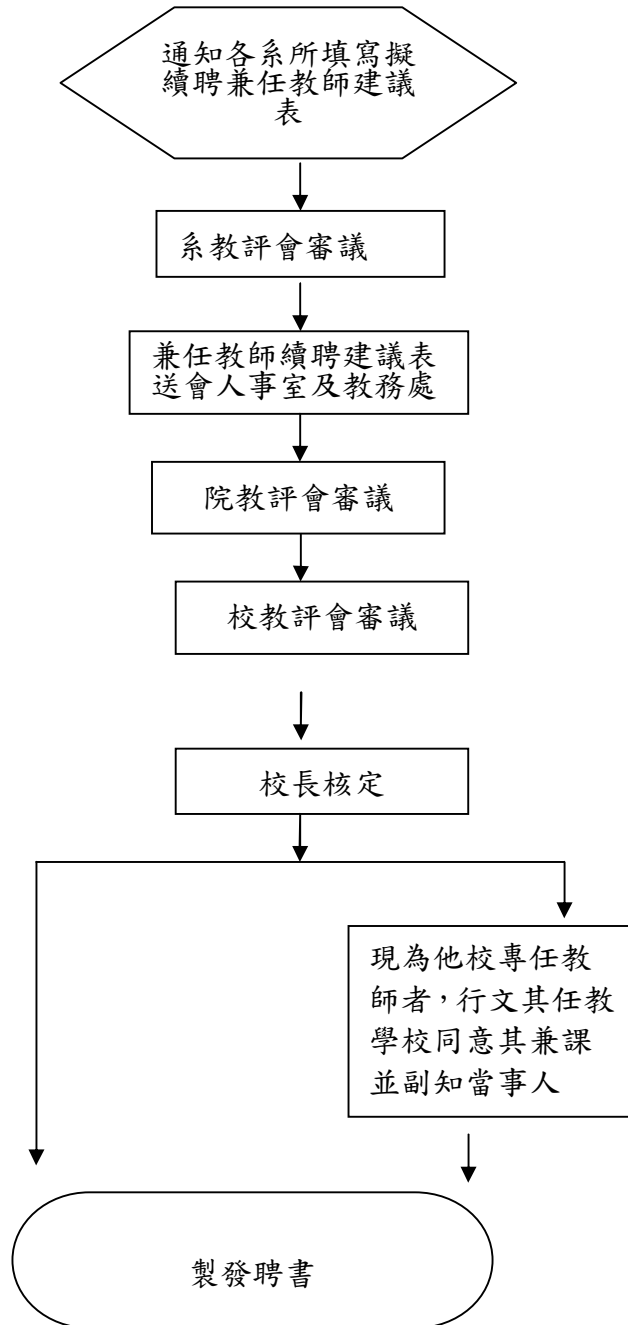 通知各系所填寫擬
續聘兼任教師建議
表
系教評會審議
兼任教師續聘建議表
送會人事室及教務處
院教評會審議
校教評會審議
校長核定
現為他校專任教
師者，行文其任教
學校同意其兼課
並副知當事人
製發聘書